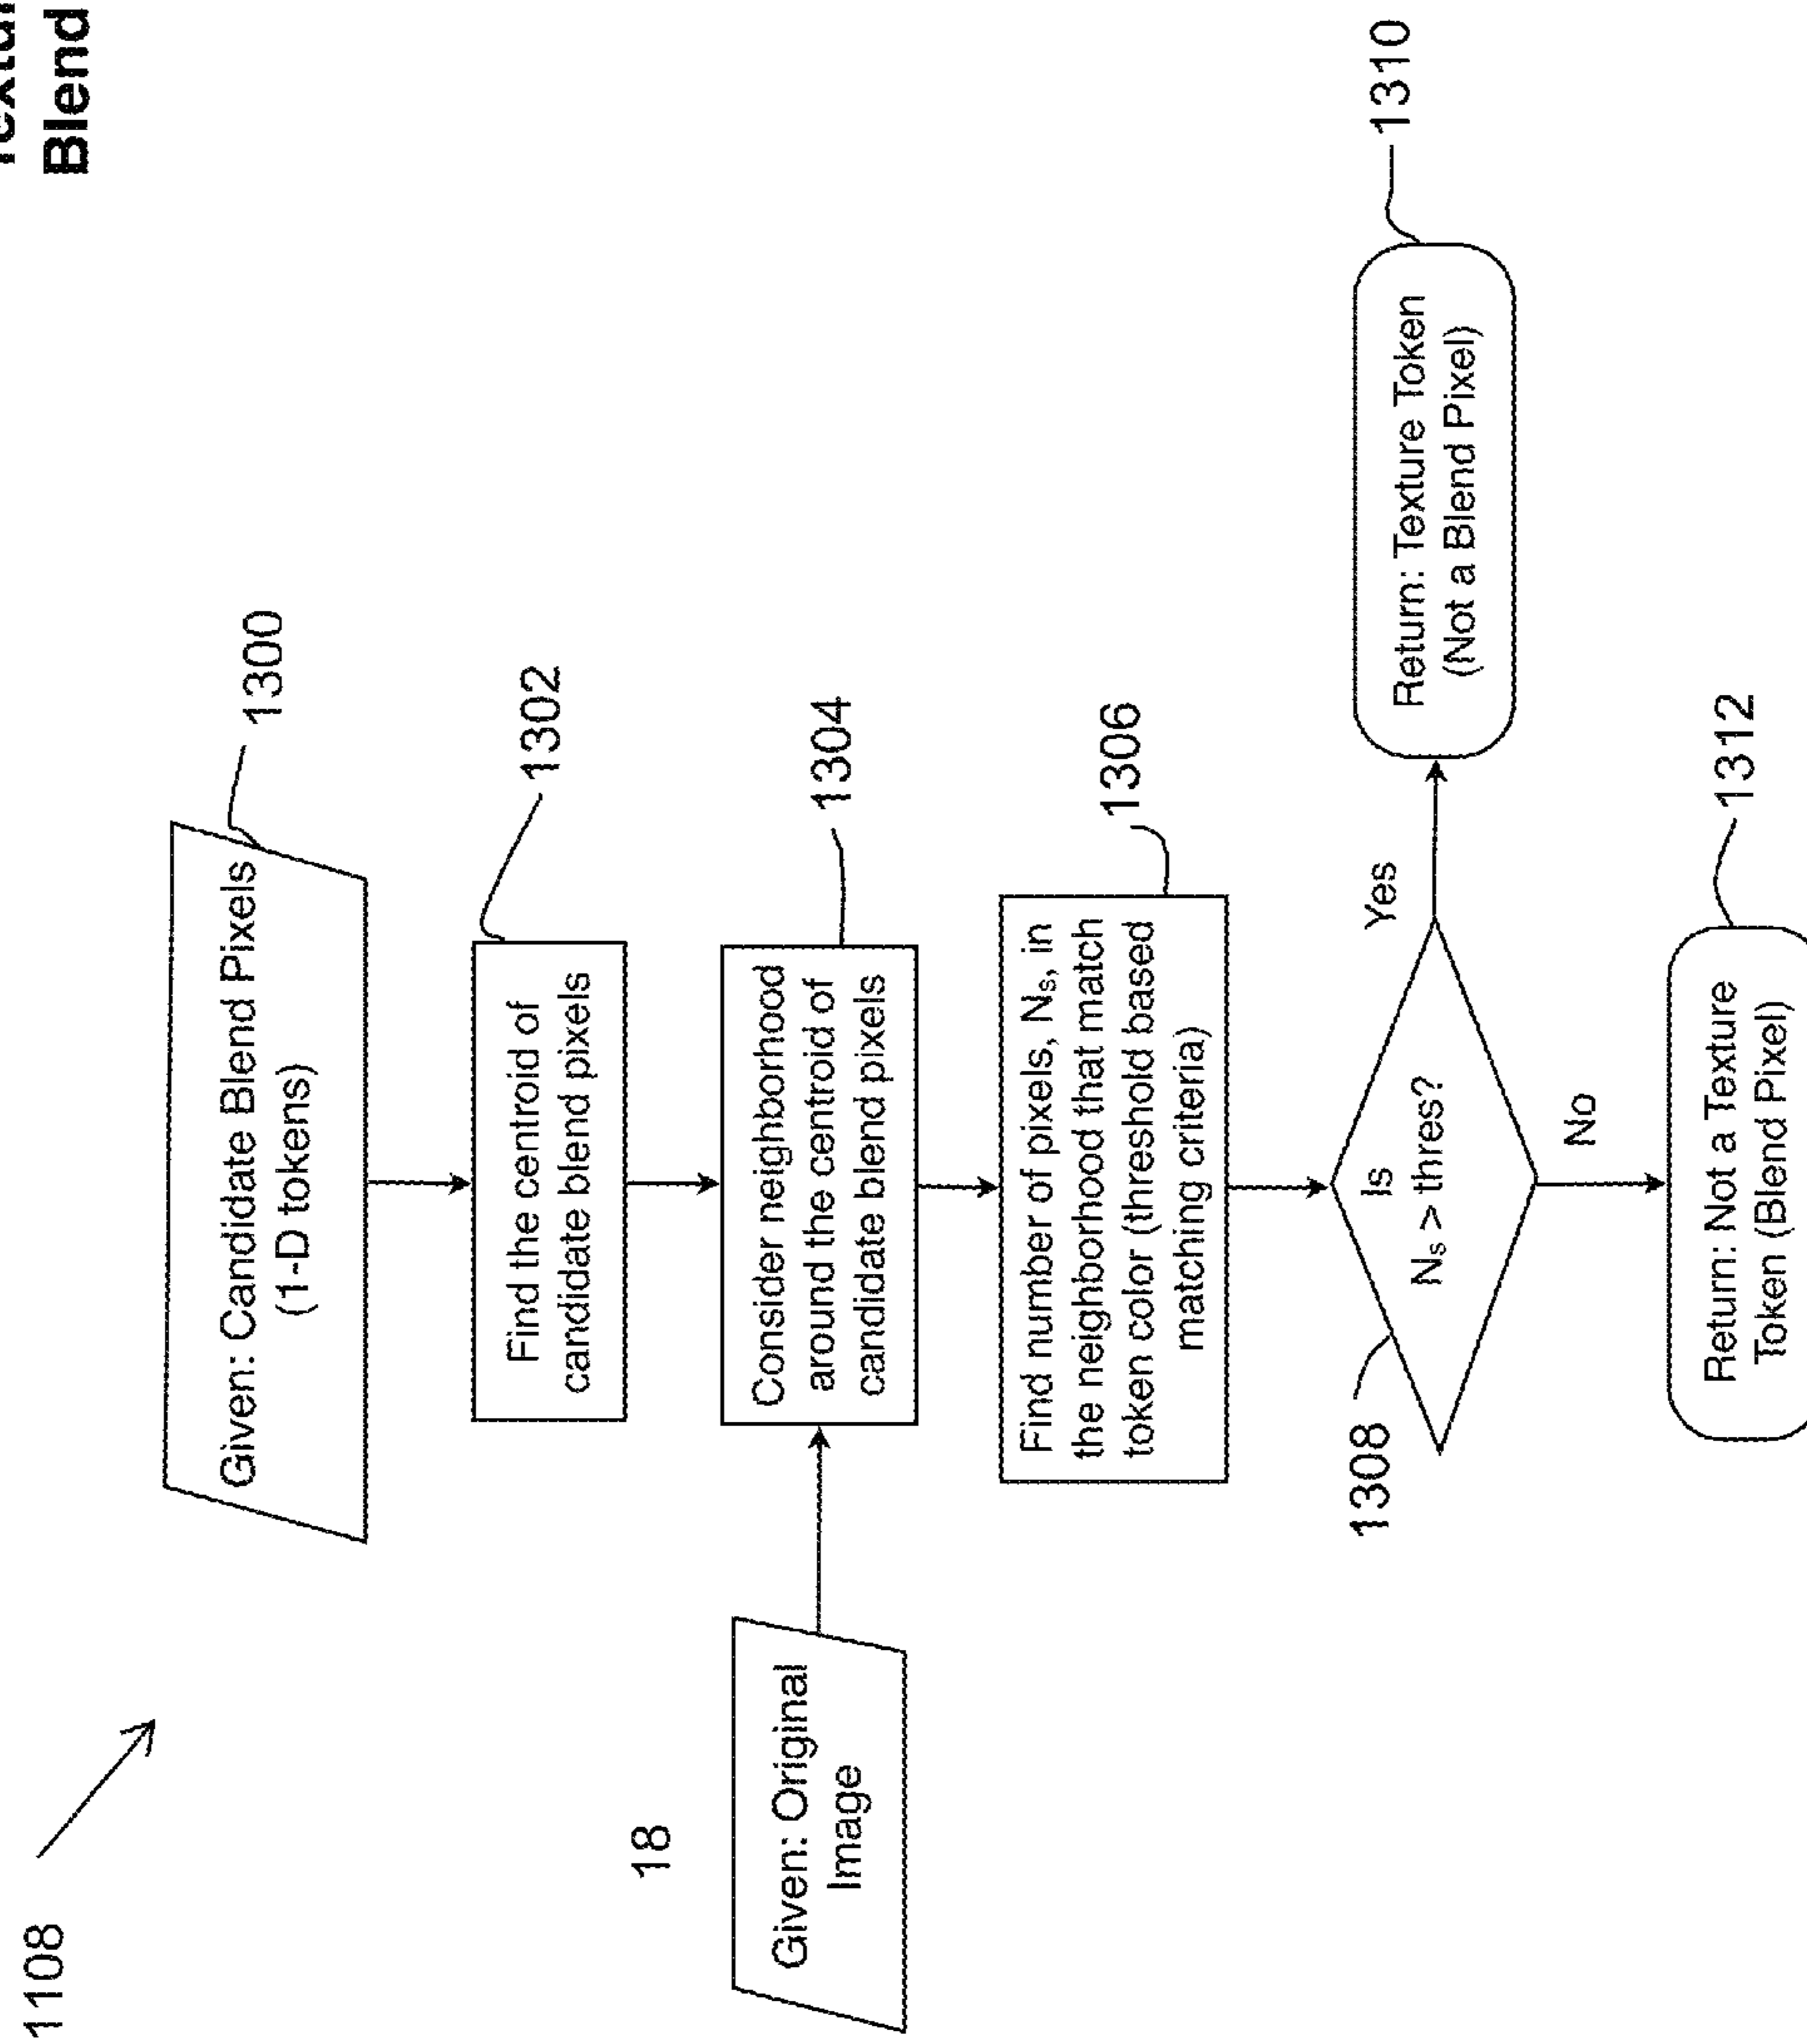 Blend
1108
1300
Given: Candidate Blend Pixels
(1-D tokens)
1302
Find the centroid of
candidate blend pixels
18
Given: Original
Image
1304
Consider neighborhood
around the centroid of
candidate blend pixels
1306
Find number of pixels, Nₛ, in
the neighborhood that match
token color (threshold based
matching criteria)
1308
Is
Nₛ > thres?
Yes
1310
Return: Texture Token
(Not a Blend Pixel)
No
1312
Return: Not a Texture
Token (Blend Pixel)